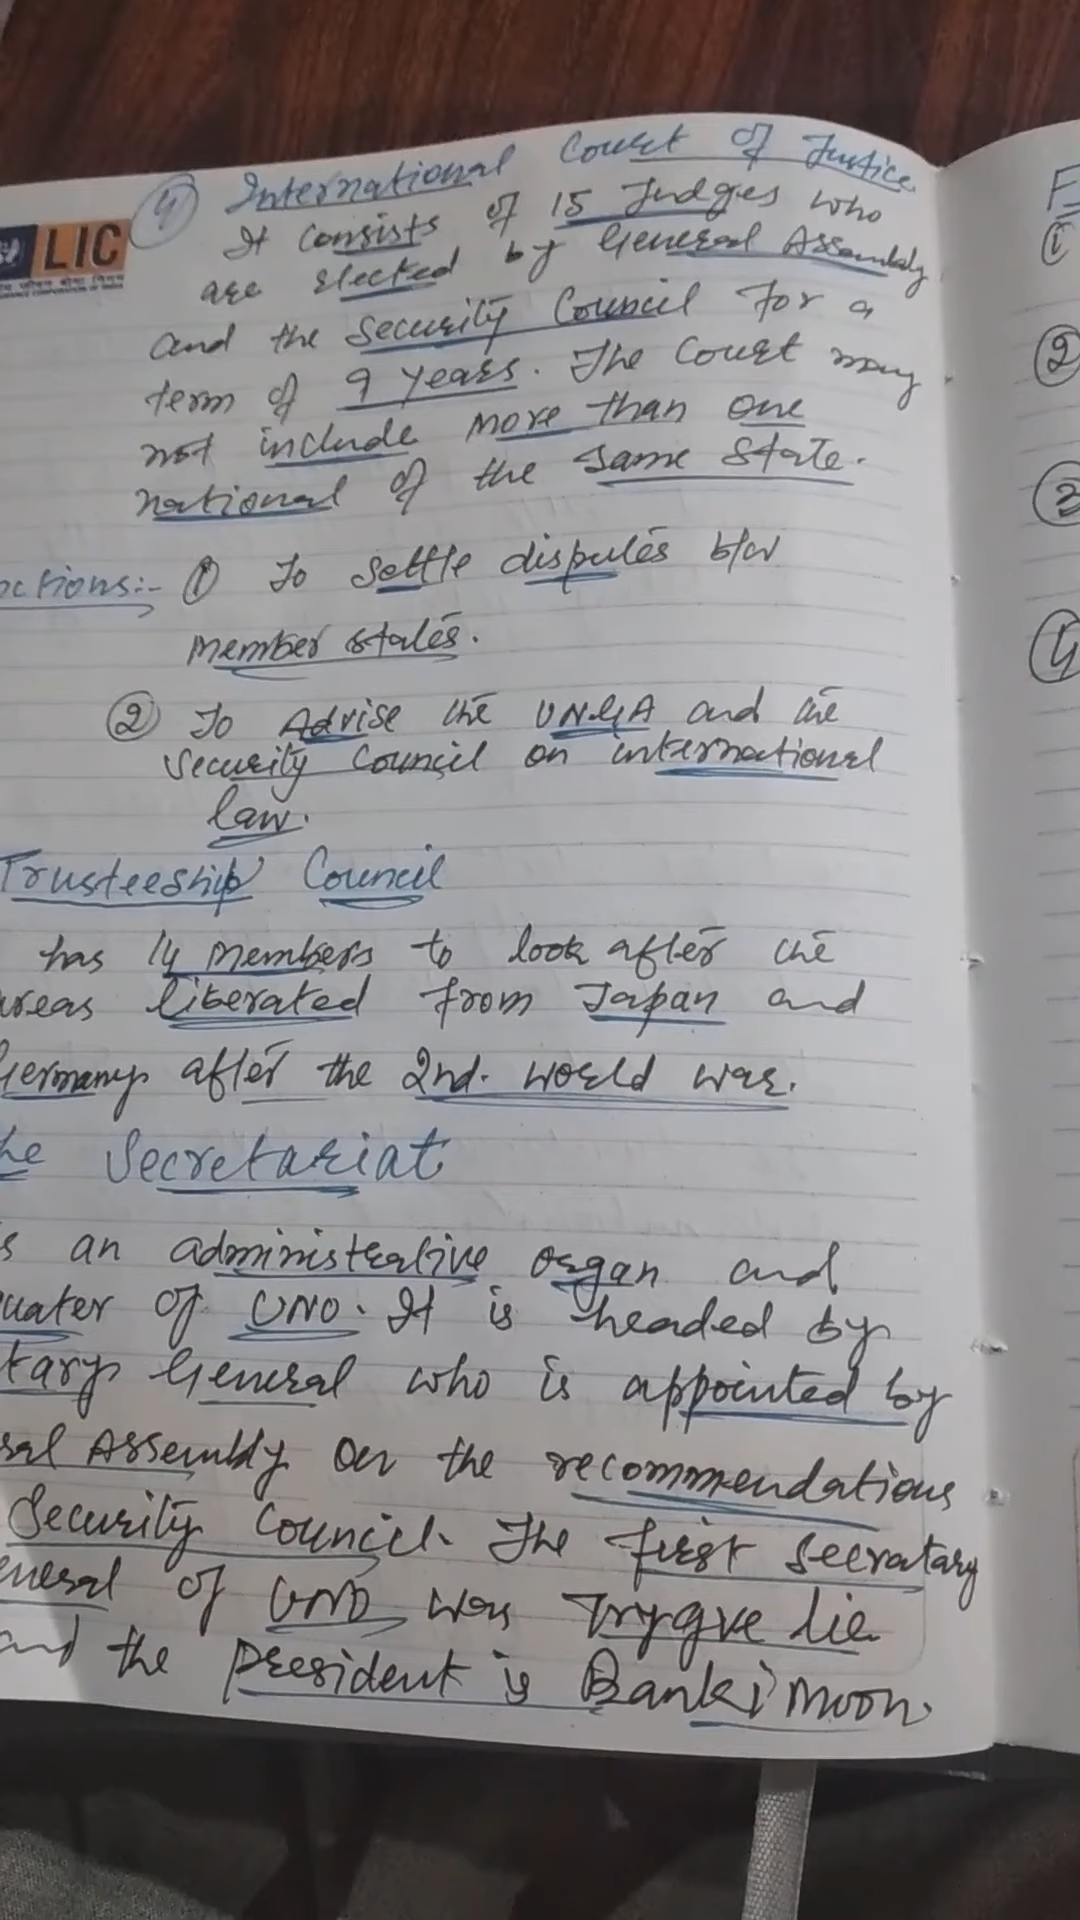 LIC
④ International Court of Justice
It consists of 15 Judges who
are elected by General Assembly
and the Security Council for a
term of 9 years. The Court may
not include more than one
national of the same state.
ctions:- ① To settle disputes b/w
member states.
② To Advise the UNGA and the
Security Council on international
law.
Trusteeship Council
has 14 members to look after the
areas liberated from Japan and
Germany after the 2nd. world war.
he Secretariat
s an administrative organ and
uater of UNO. It is headed by
tary General who is appointed by
ral Assembly on the recommendations
Security Council. The first Secratary
eneral of UNO was Trygve lie
and the president is Banki moon.
F
①
②
③
④